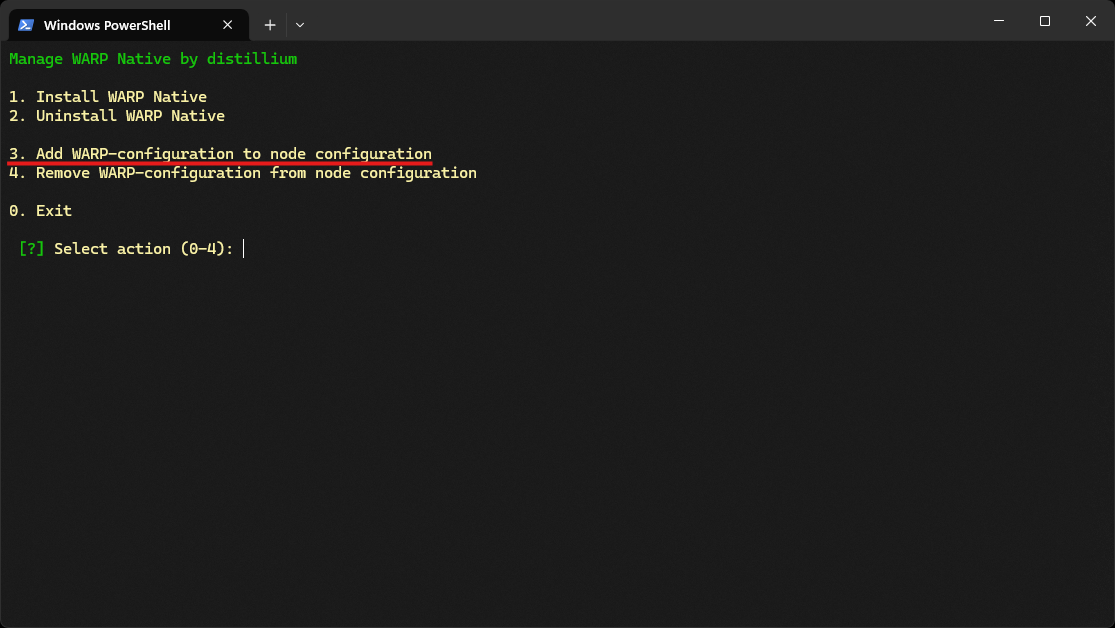 Windows PowerShell
Manage WARP Native by distillium
1. Install WARP Native
2. Uninstall WARP Native
3. Add WARP-configuration to node configuration
4. Remove WARP-configuration from node configuration
0. Exit
[?] Select action (0-4):